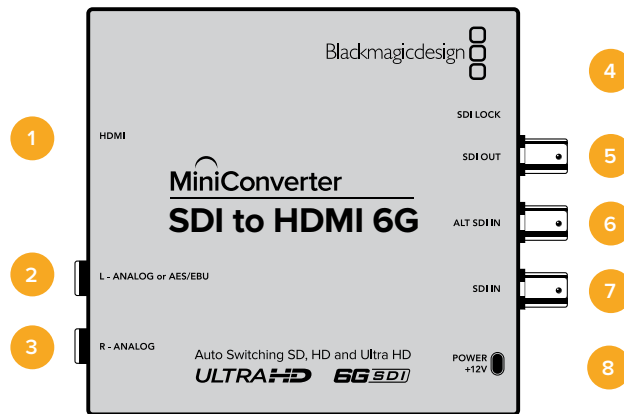 Blackmagicdesign
4
SDI LOCK
1
HDMI
SDI OUT
5
MiniConverter
SDI to HDMI 6G
ALT SDI IN
6
2
L - ANALOG or AES/EBU
SDI IN
7
3
R - ANALOG
Auto Switching SD, HD and Ultra HD
ULTRA HD 6G SDI
POWER
+12V
8